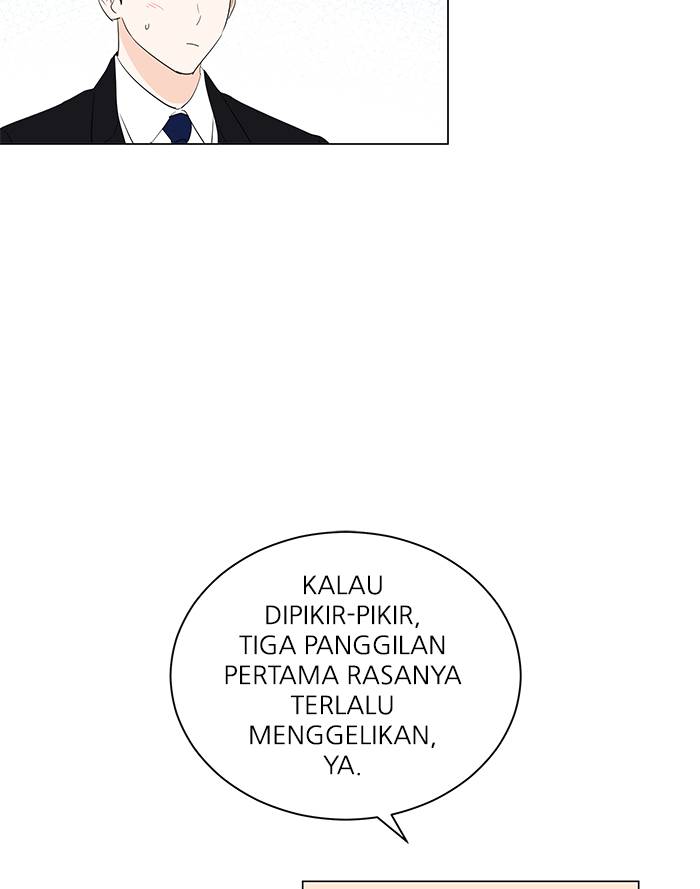 KALAU
DIPIKIR-PIKIR,
TIGA PANGGILAN
PERTAMA RASANYA
TERLALU
MENGGELIKAN,
YA.